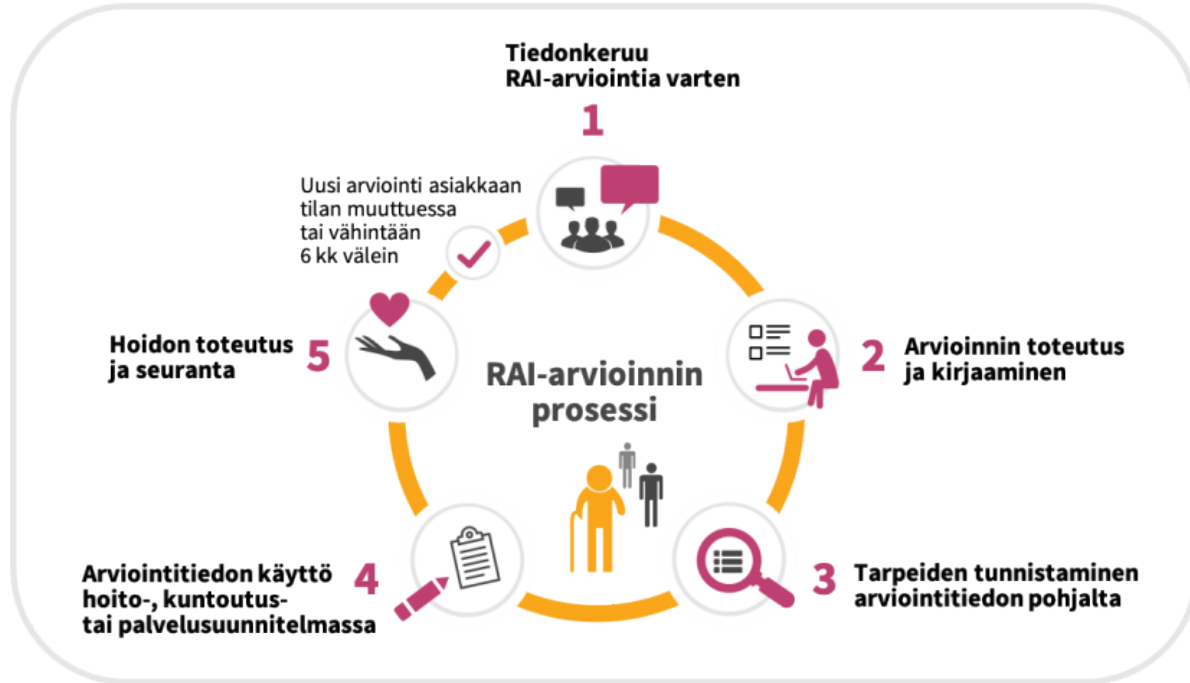 Tiedonkeruu
RAI-arviointia varten
1
Uusi arviointi asiakkaan
tilan muuttuessa
tai vähintään
6 kk välein
Hoidon toteutus
ja seuranta
5
RAI-arvioinnin
prosessi
2
Arvioinnin toteutus
ja kirjaaminen
Arviointitiedon käyttö
hoito-, kuntoutus-
tai palvelusuunnitelmassa
4
3
Tarpeiden tunnistaminen
arviointitiedon pohjalta